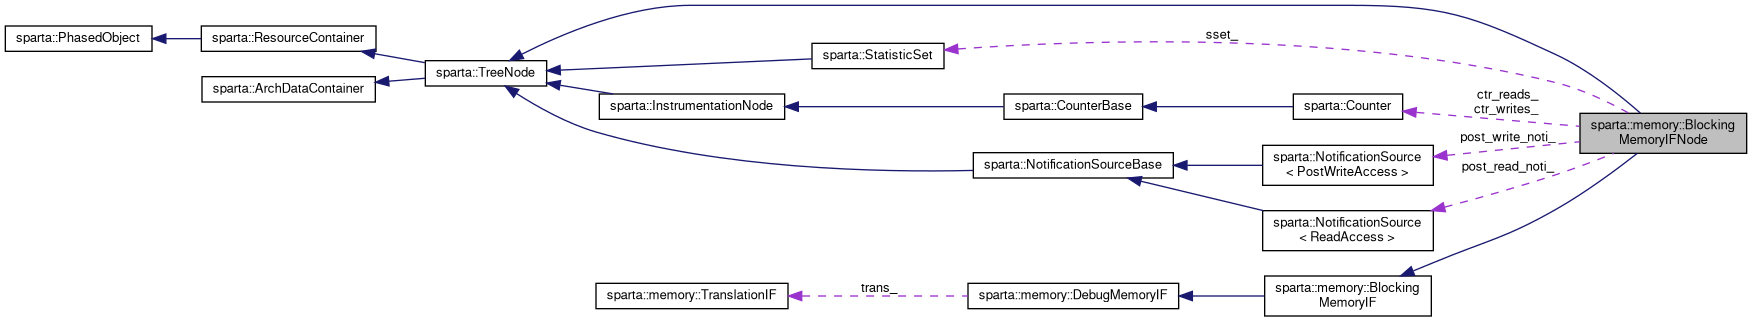 sparta::PhasedObject
sparta::ResourceContainer
sparta::ArchDataContainer
sparta::TreeNode
sparta::StatisticSet
sset_
sparta::InstrumentationNode
sparta::CounterBase
sparta::Counter
ctr_reads_
ctr_writes_
sparta::memory::Blocking
MemoryIFNode
sparta::NotificationSourceBase
sparta::NotificationSource
< PostWriteAccess >
post_write_noti_
sparta::NotificationSource
< ReadAccess >
post_read_noti_
sparta::memory::TranslationIF
trans_
sparta::memory::DebugMemoryIF
sparta::memory::Blocking
MemoryIF